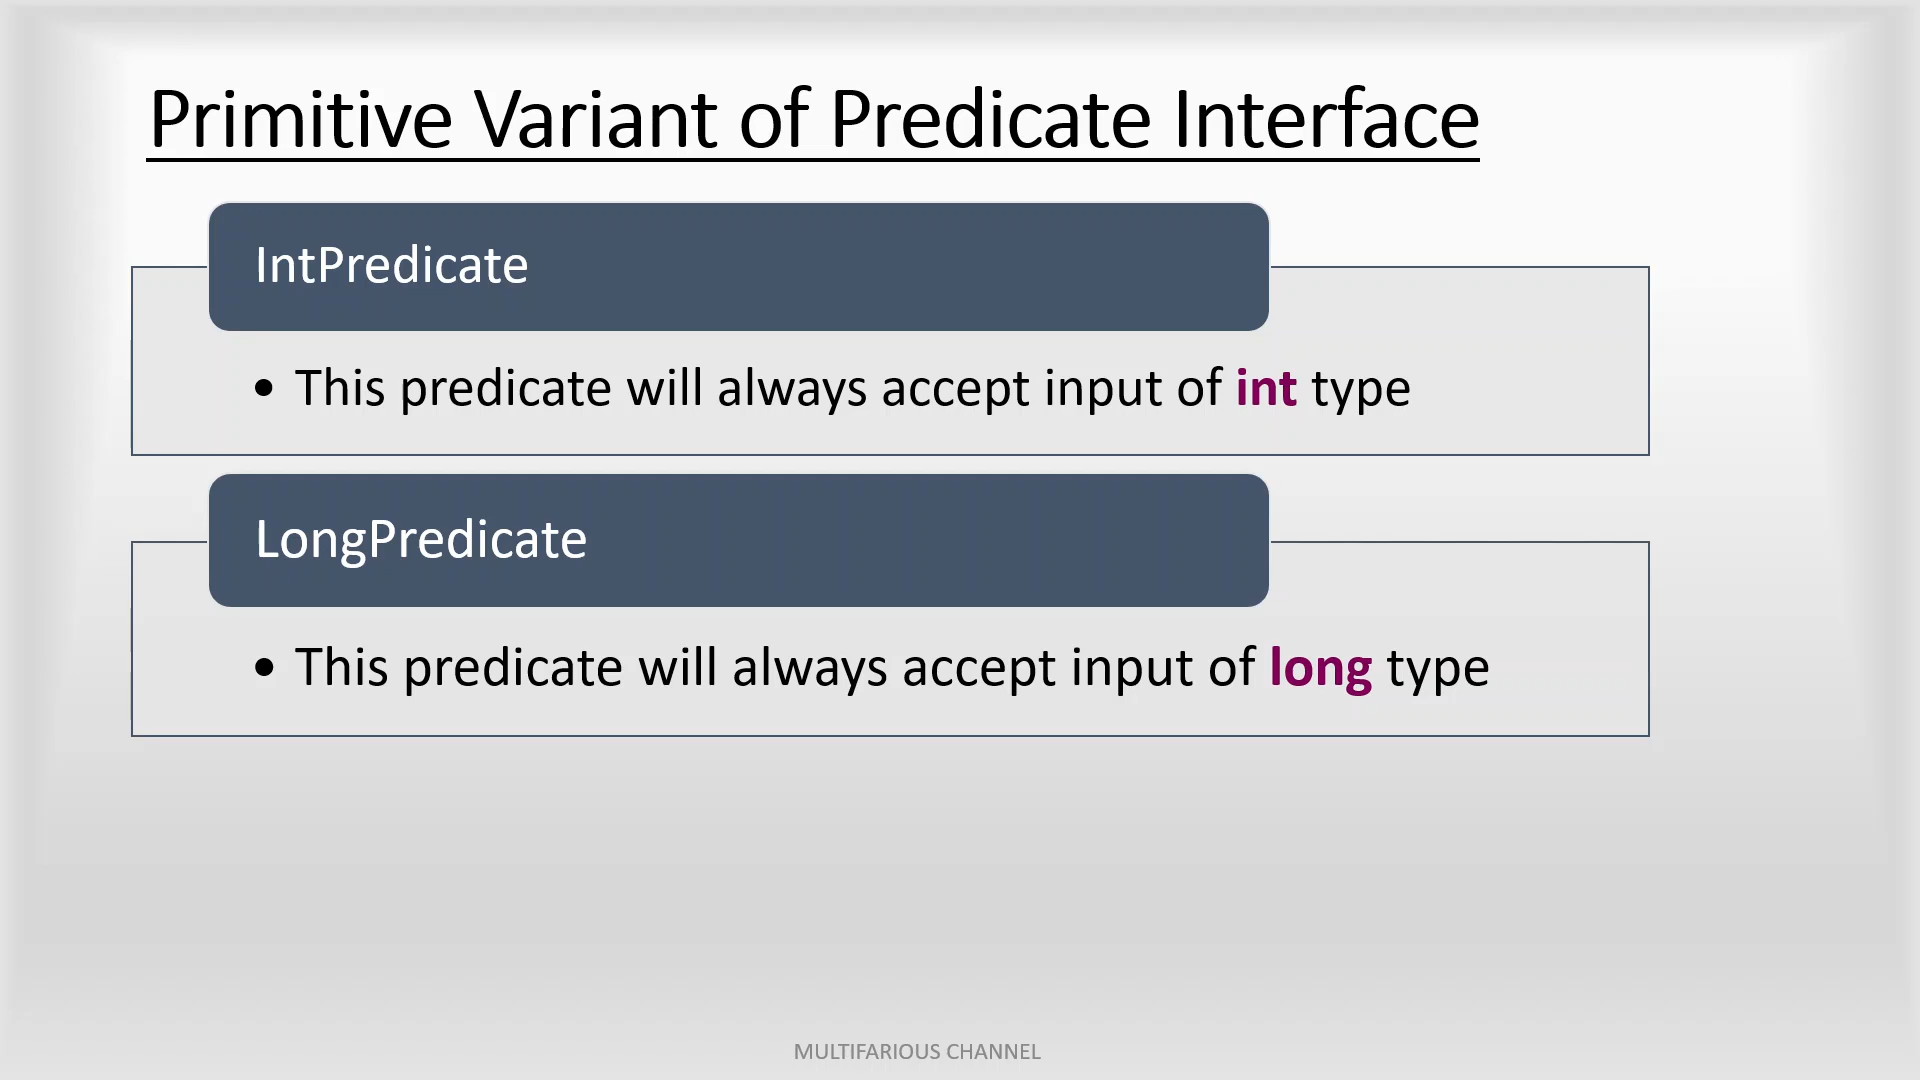 Primitive Variant of Predicate Interface
IntPredicate
• This predicate will always accept input of int type
LongPredicate
• This predicate will always accept input of long type
MULTIFARIOUS CHANNEL